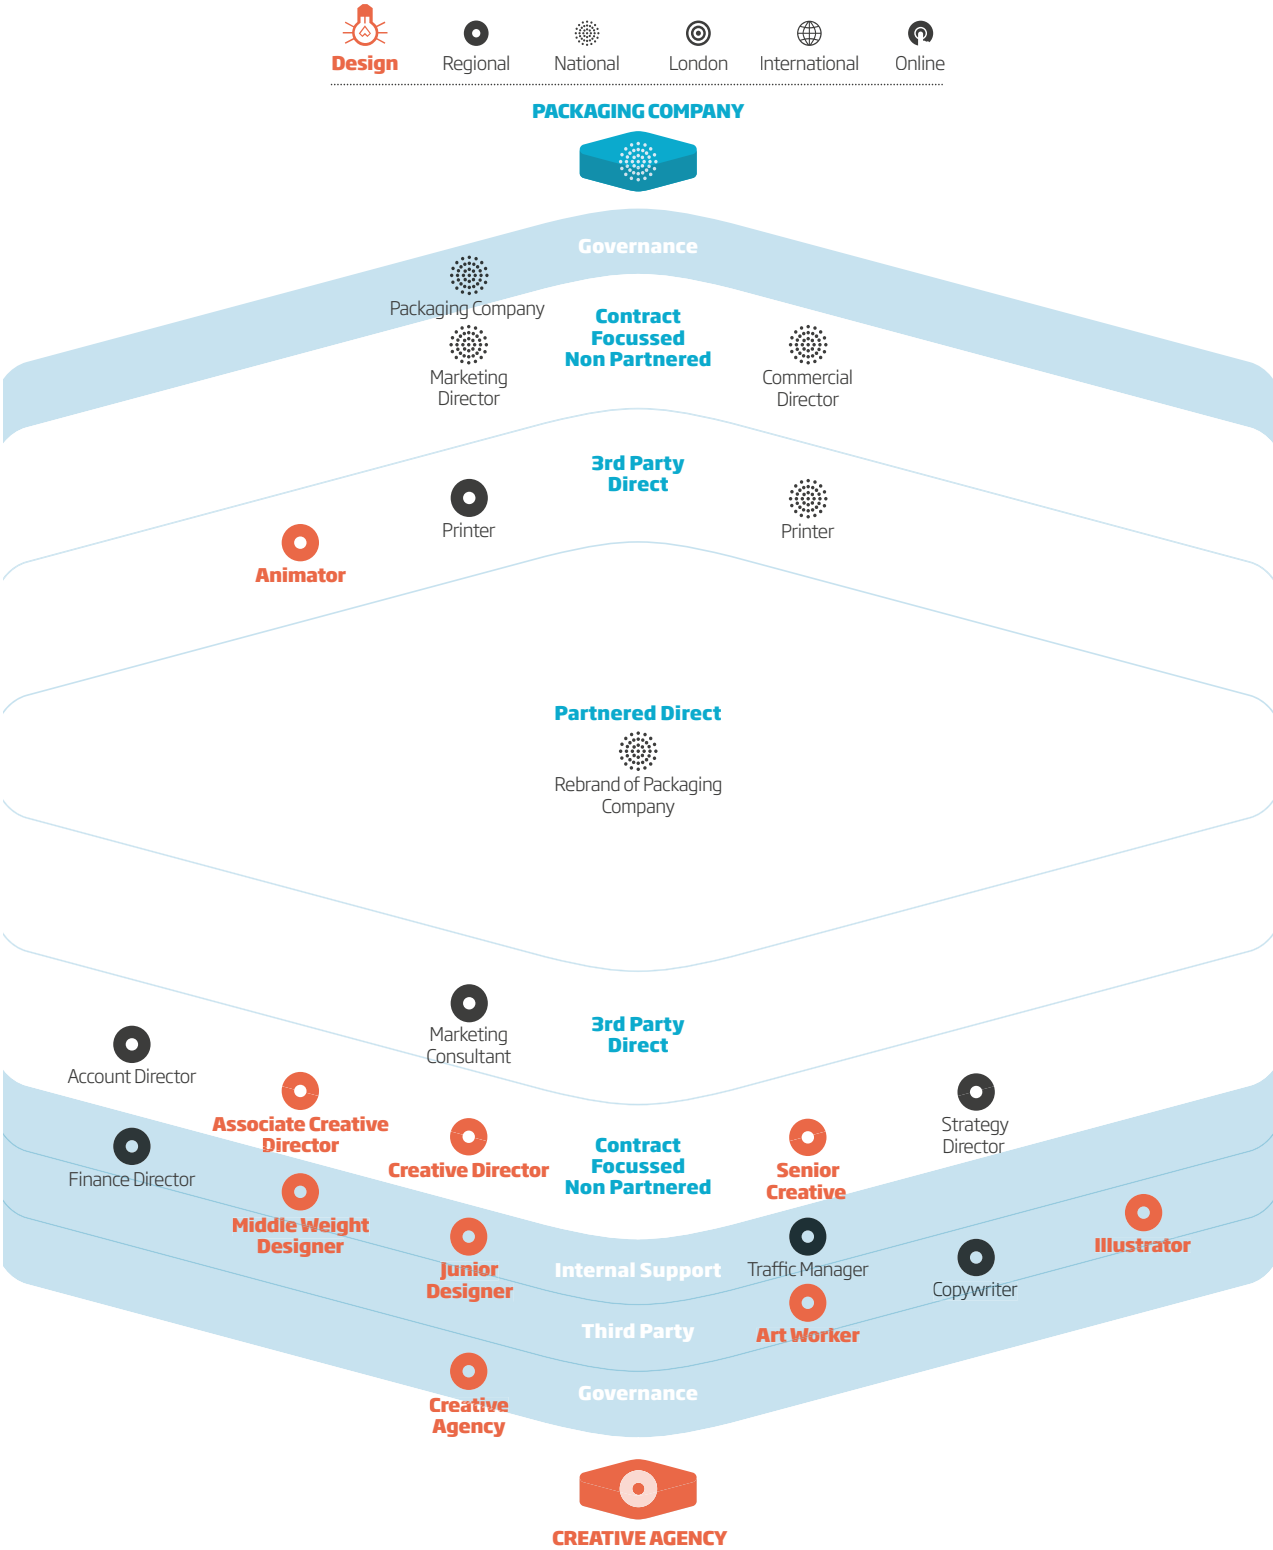 Design
Regional
National
London
International
Online
PACKAGING COMPANY
Governance
Packaging Company
Contract
Focussed
Non Partnered
Marketing
Director
Commercial
Director
3rd Party
Direct
Printer
Printer
Animator
Partnered Direct
Rebrand of Packaging
Company
Marketing
Consultant
3rd Party
Direct
Account Director
Associate Creative
Director
Creative Director
Contract
Focussed
Non Partnered
Senior
Creative
Strategy
Director
Finance Director
Middle Weight
Designer
Junior
Designer
Internal Support
Traffic Manager
Copywriter
Illustrator
Third Party
Art Worker
Governance
Creative
Agency
CREATIVE AGENCY